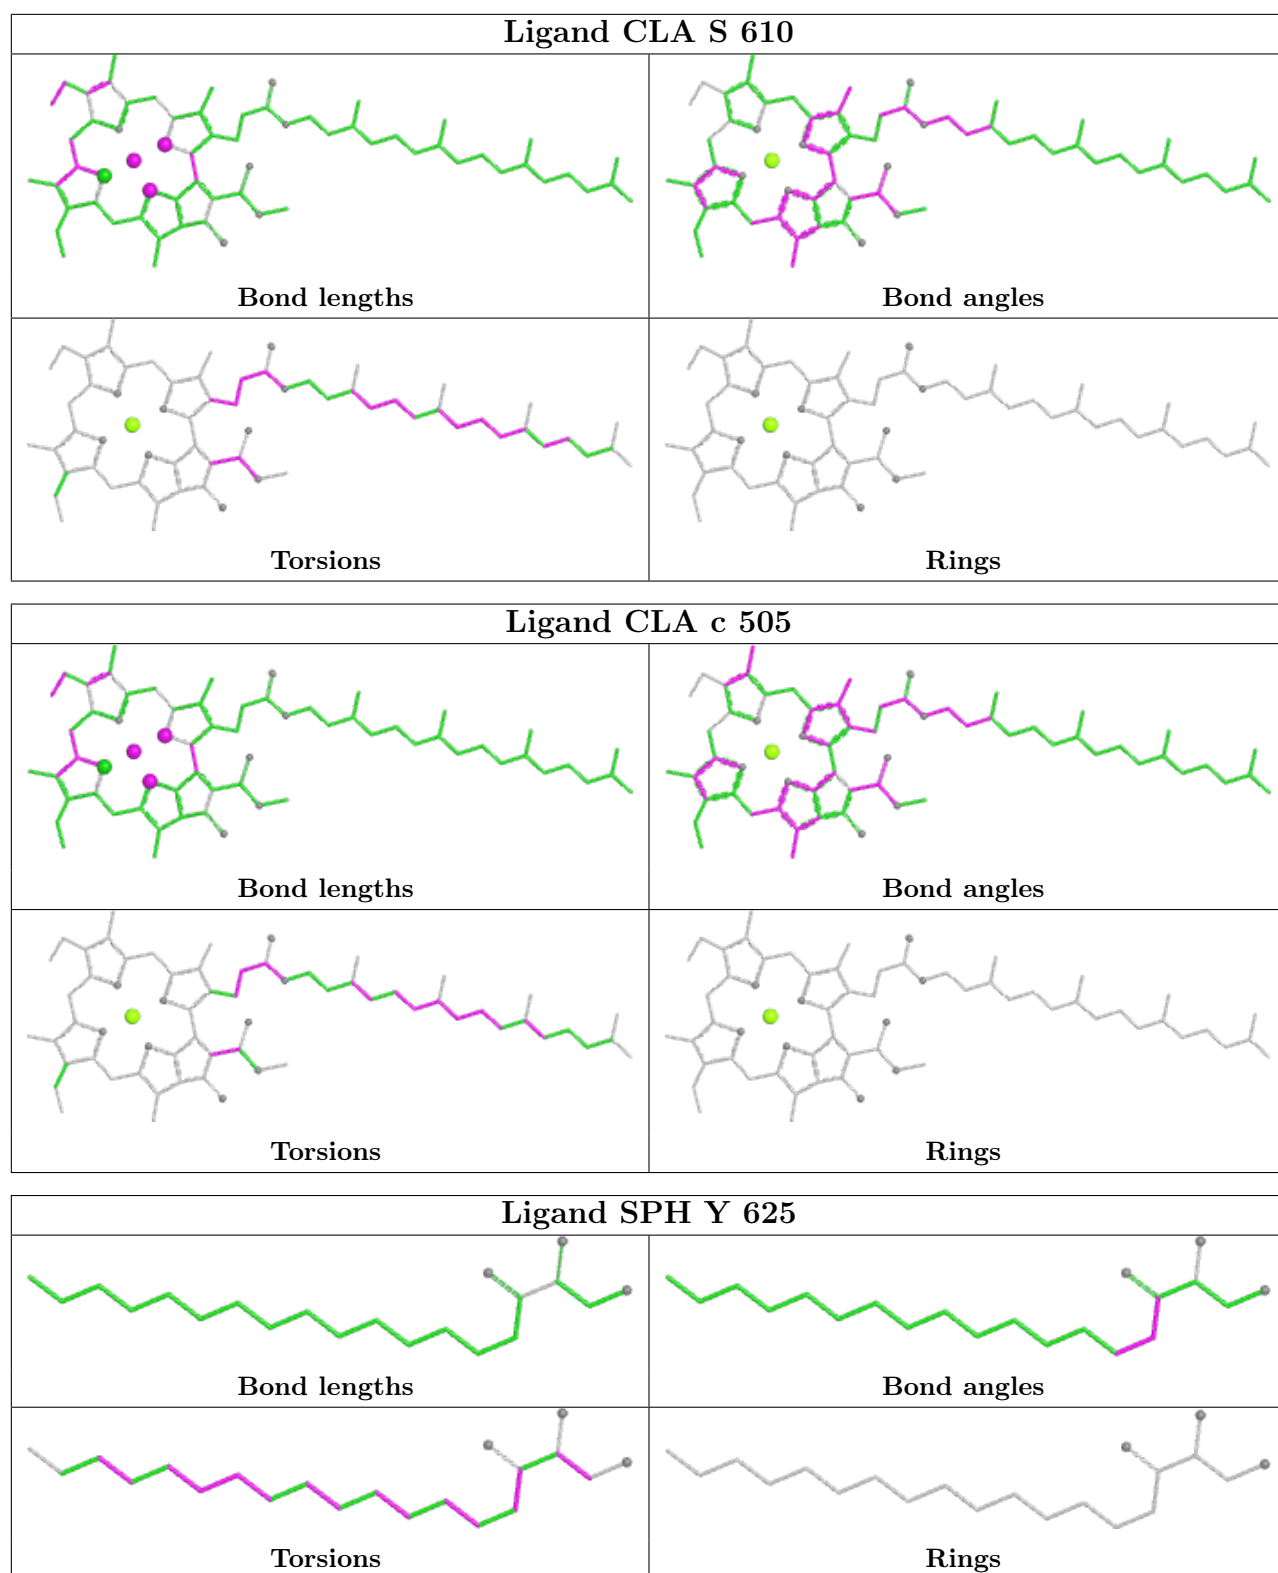 Ligand CLA S 610
Bond lengths
Bond angles
Torsions
Rings
Ligand CLA c 505
Bond lengths
Bond angles
Torsions
Rings
Ligand SPH Y 625
Bond lengths
Bond angles
Torsions
Rings